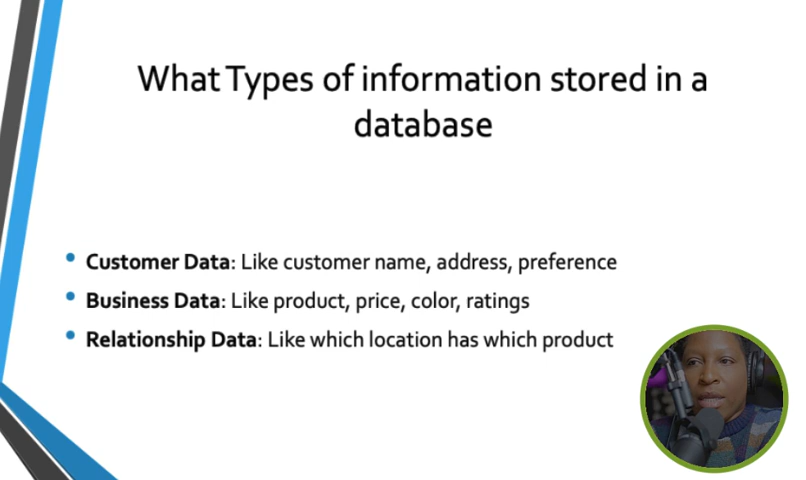 What Types of information stored in a
database
• Customer Data: Like customer name, address, preference
• Business Data: Like product, price, color, ratings
• Relationship Data: Like which location has which product